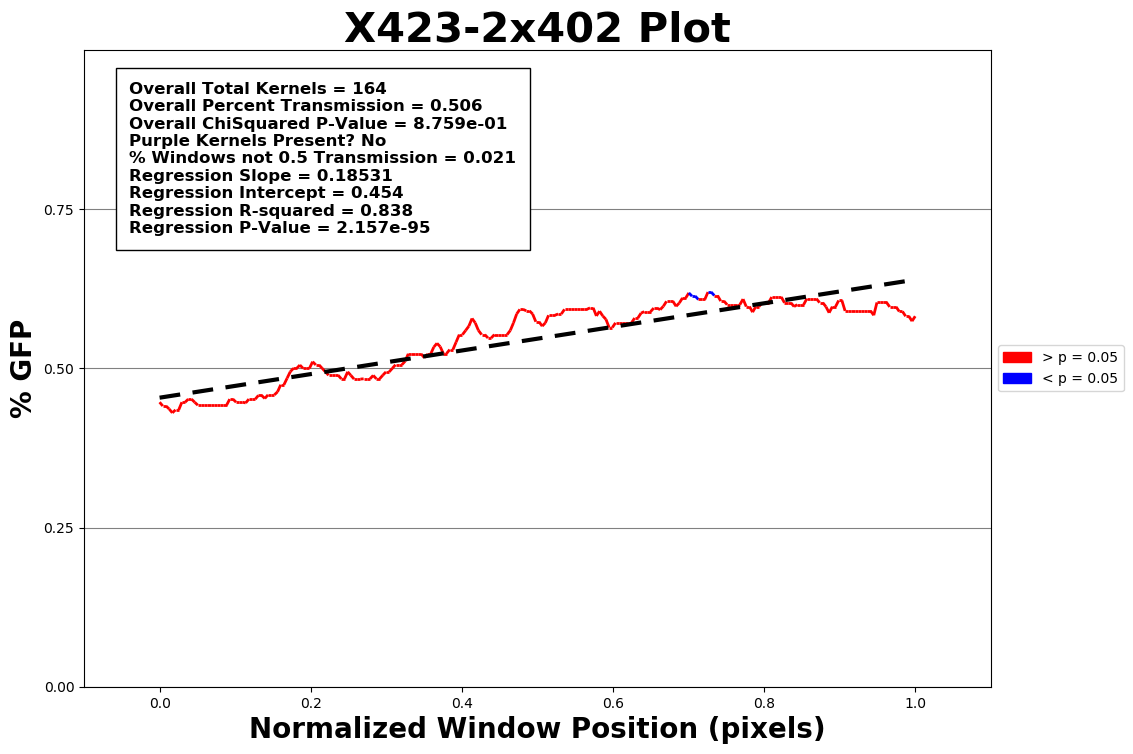 X423-2x402 Plot
Overall Total Kernels = 164
Overall Percent Transmission = 0.506
Overall ChiSquared P-Value = 8.759e-01
Purple Kernels Present? No
% Windows not 0.5 Transmission = 0.021
Regression Slope = 0.18531
Regression Intercept = 0.454
Regression R-squared = 0.838
Regression P-Value = 2.157e-95
% GFP
0.75
0.50
0.25
0.00
0.0 0.2 0.4 0.6 0.8 1.0
Normalized Window Position (pixels)
> p = 0.05
< p = 0.05